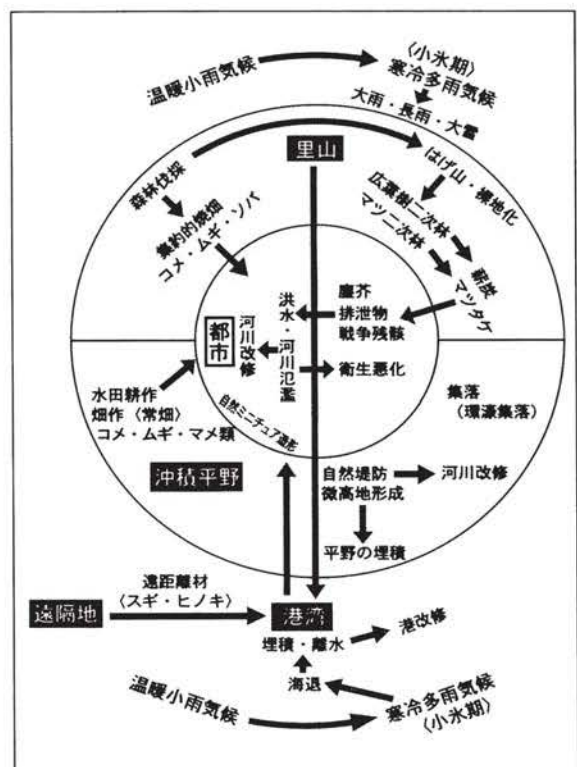 温暖小雨気候
〈小氷期〉
寒冷多雨気候
大雨・長雨・大雪
里山
はげ山・裸地化
森林伐採
集約的焼畑
コメ・ムギ・ソバ
広葉樹二次林
マツ二次林
薪炭
マツタケ
塵芥
排泄物
戦争残骸
洪水・河川氾濫
河川改修
都市
衛生悪化
自然ミニチュア造形
水田耕作
畑作〈常畑〉
コメ・ムギ・マメ類
集落
(環濠集落)
沖積平野
自然堤防
微高地形成
河川改修
平野の埋積
遠距離材
〈スギ・ヒノキ〉
遠隔地
港湾
埋積・離水
港改修
海退
温暖小雨気候
寒冷多雨気候
〈小氷期〉